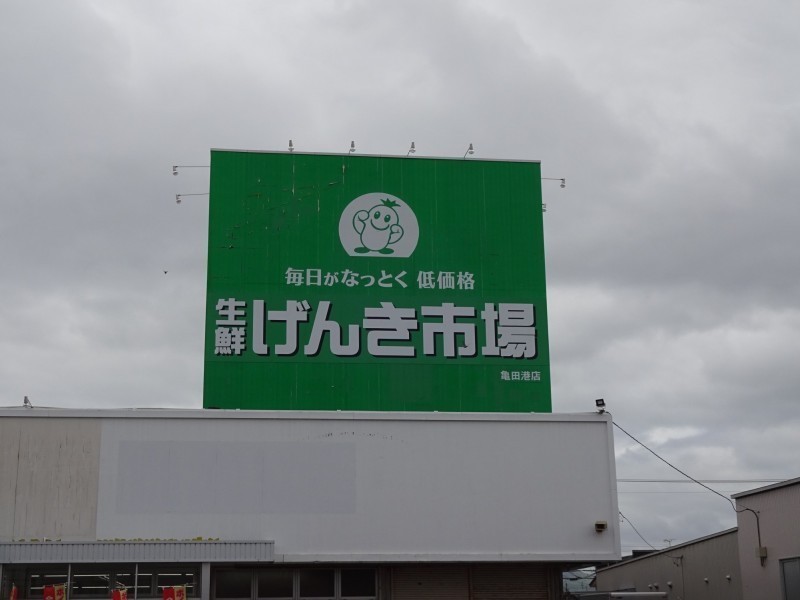 毎日がなっとく 低価格
生鮮 げんき市場
亀田港店